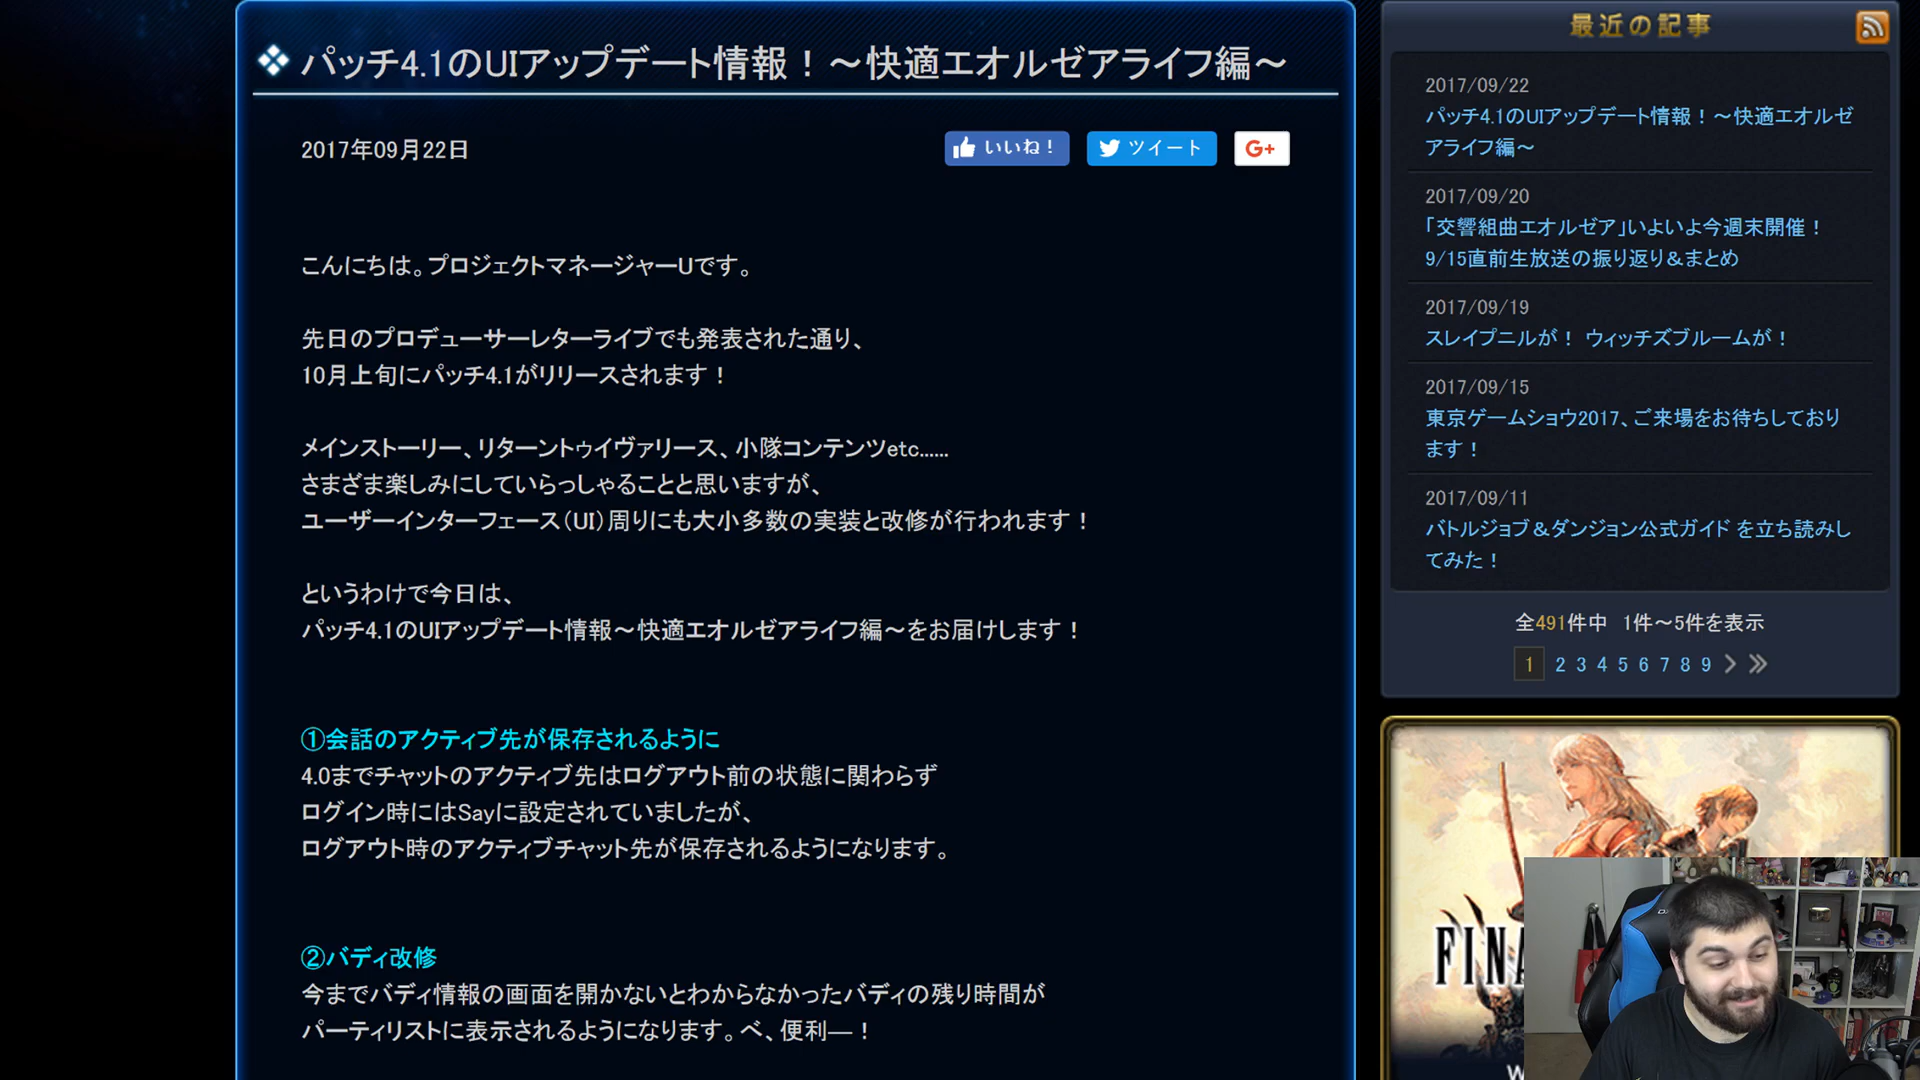 パッチ4.1のUIアップデート情報！～快適エオルゼアライフ編～
2017年09月22日
いいね！
ツイート
G+
こんにちは。プロジェクトマネージャーUです。
先日のプロデューサーレターライブでも発表された通り、
10月上旬にパッチ4.1がリリースされます！
メインストーリー、リターントゥイヴァリース、小隊コンテンツetc……
さまざま楽しみにしていらっしゃることと思いますが、
ユーザーインターフェース（UI）周りにも大小多数の実装と改修が行われます！
というわけで今日は、
パッチ4.1のUIアップデート情報～快適エオルゼアライフ編～をお届けします！
①会話のアクティブ先が保存されるように
4.0までチャットのアクティブ先はログアウト前の状態に関わらず
ログイン時にはSayに設定されていましたが、
ログアウト時のアクティブチャット先が保存されるようになります。
②バディ改修
今までバディ情報の画面を開かないとわからなかったバディの残り時間が
パーティリストに表示されるようになります。べ、便利―！
最近の記事
2017/09/22
パッチ4.1のUIアップデート情報！～快適エオルゼ
アライフ編～
2017/09/20
「交響組曲エオルゼア」いよいよ今週末開催！
9/15直前生放送の振り返り＆まとめ
2017/09/19
スレイプニルが！ ウィッチズブルームが！
2017/09/15
東京ゲームショウ2017、ご来場をお待ちしており
ます！
2017/09/11
バトルジョブ＆ダンジョン公式ガイド を立ち読みし
てみた！
全491件中 1件～5件を表示
1 2 3 4 5 6 7 8 9
FINA
W